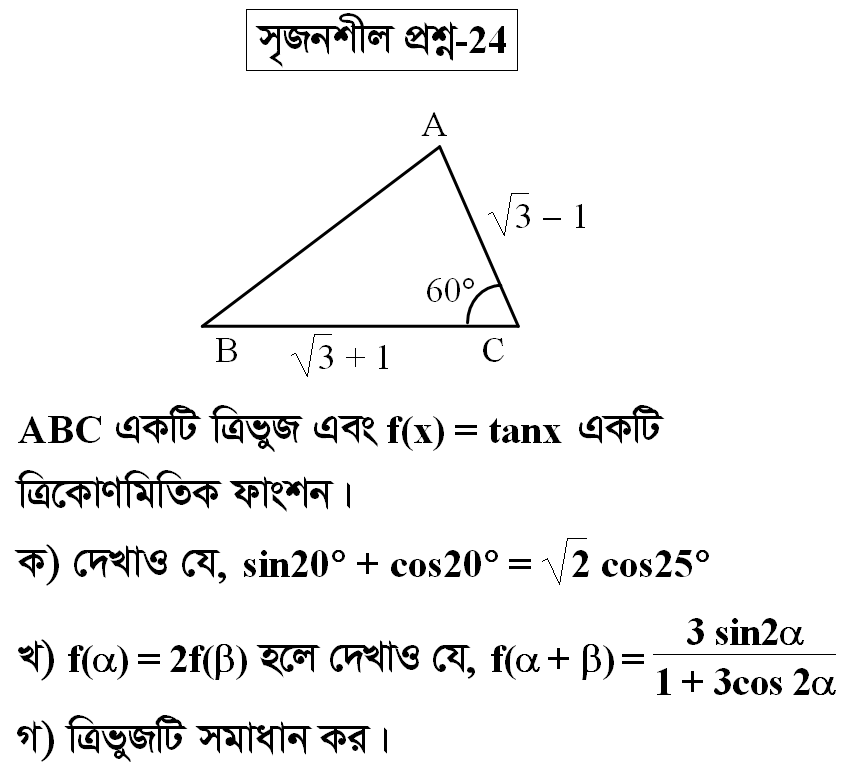 সৃজনশীল প্রশ্ন-24
A
√3 – 1
60°
B
√3 + 1
C
ABC একটি ত্রিভুজ এবং f(x) = tanx একটি
ত্রিকোণমিতিক ফাংশন।
ক) দেখাও যে, sin20° + cos20° = √2 cos25°
খ) f(α) = 2f(β) হলে দেখাও যে, f(α + β) = 3 sin2α / 1 + 3cos 2α
গ) ত্রিভুজটি সমাধান কর।